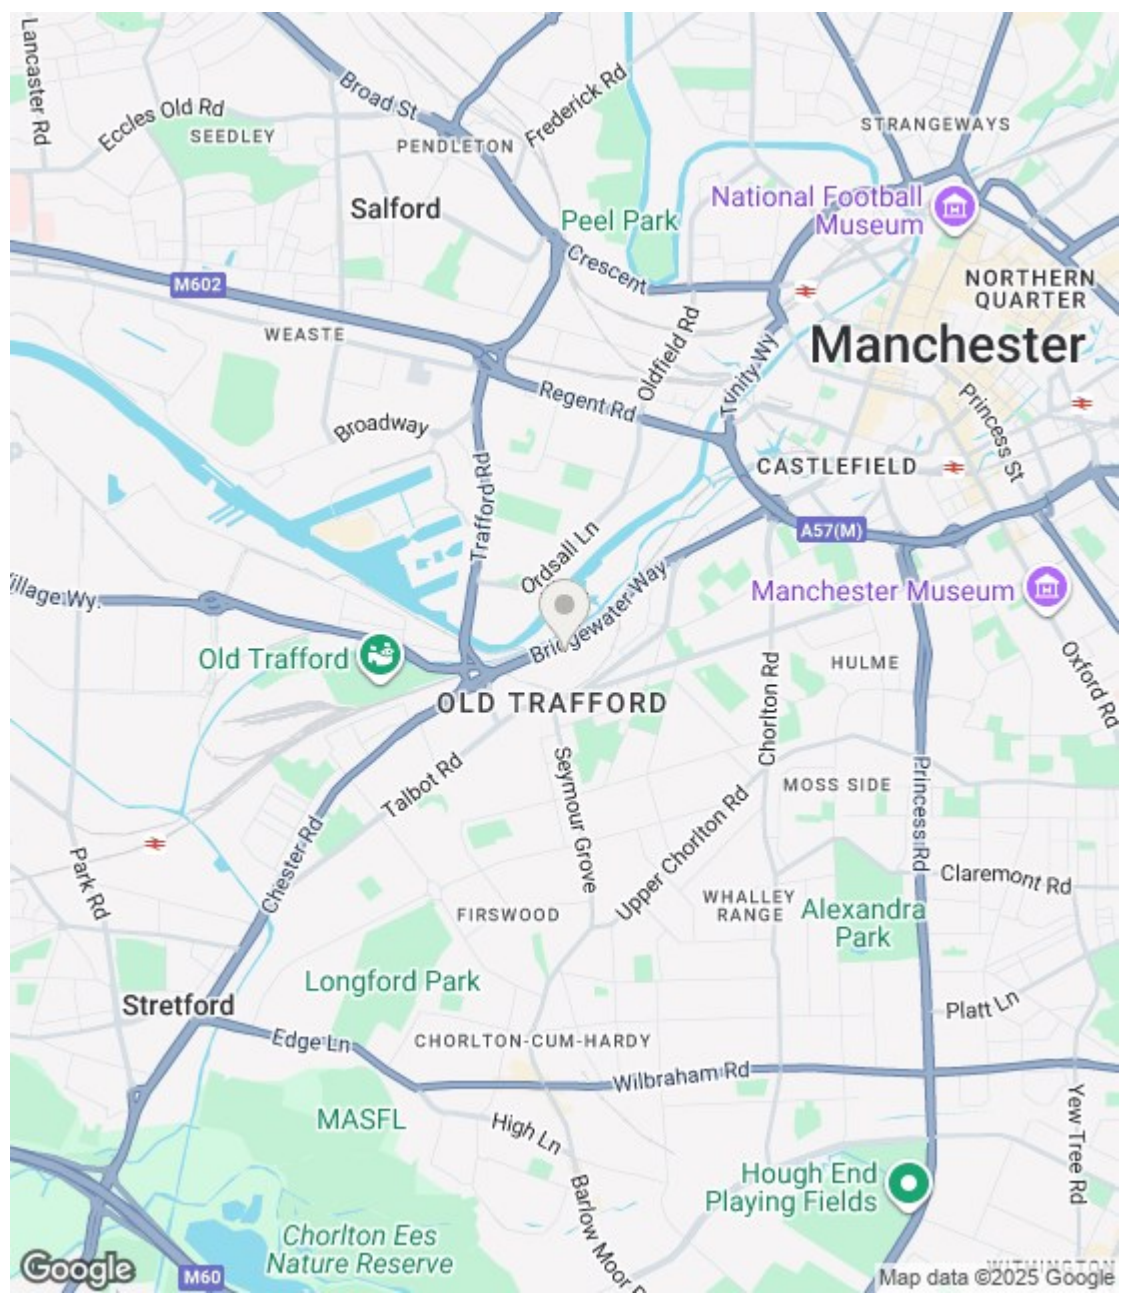 Lancaster Rd
Broad St
Frederick Rd
Eccles Old Rd
SEEDLEY
PENDLETON
STRANGEWAYS
Salford
Peel Park
National Football
Museum
Crescent
M602
NORTHERN
QUARTER
WEASTE
Oldfield Rd
Trinity Wy
Manchester
Regent Rd
Princess St
Broadway
CASTLEFIELD
Trafford Rd
A57(M)
Ordsall Ln
Village Wy.
Bridgewater Way
Manchester Museum
Old Trafford
HULME
Oxford Rd
OLD TRAFFORD
Chorlton Rd
Seymour Grove
Talbot Rd
MOSS SIDE
Princess Rd
Chester Rd
Upper Chorlton Rd
Park Rd
Claremont Rd
FIRSWOOD
WHALLEY
RANGE
Alexandra
Park
Longford Park
Stretford
Platt Ln
Edge Ln
CHORLTON-CUM-HARDY
Wilbraham Rd
MASFL
High Ln
Yew Tree Rd
Hough End
Playing Fields
Barlow Moor R
Chorlton Ees
Nature Reserve
WITHINGTON
Google
M60
Map data ©2025 Google